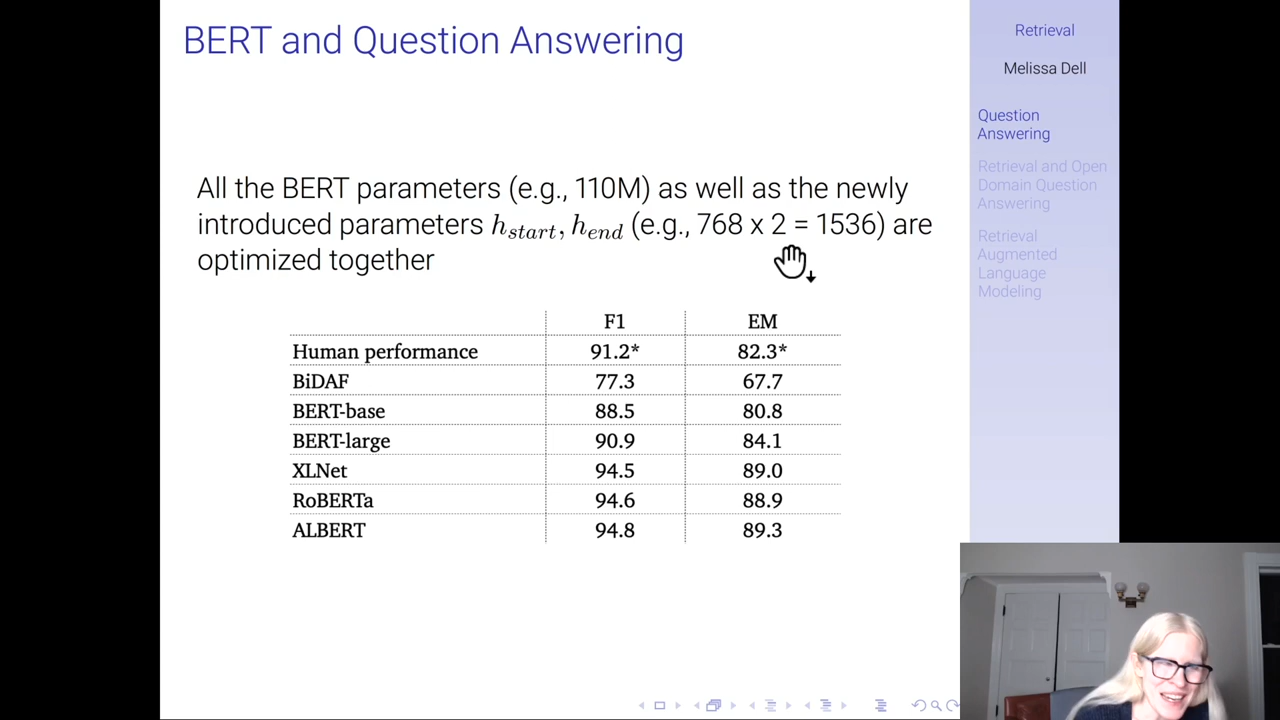 BERT and Question Answering
All the BERT parameters (e.g., 110M) as well as the newly
introduced parameters h_start, h_end (e.g., 768 x 2 = 1536) are
optimized together
F1 EM
Human performance 91.2* 82.3*
BiDAF 77.3 67.7
BERT-base 88.5 80.8
BERT-large 90.9 84.1
XLNet 94.5 89.0
RoBERTa 94.6 88.9
ALBERT 94.8 89.3
Retrieval
Melissa Dell
Question
Answering
Retrieval and Open
Domain Question
Answering
Retrieval
Augmented
Language
Modeling